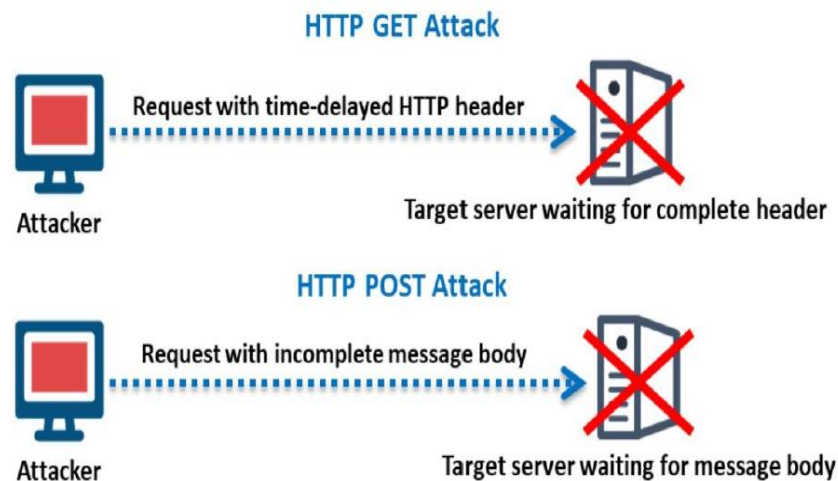 HTTP GET Attack
Request with time-delayed HTTP header
Attacker
Target server waiting for complete header
HTTP POST Attack
Request with incomplete message body
Attacker
Target server waiting for message body